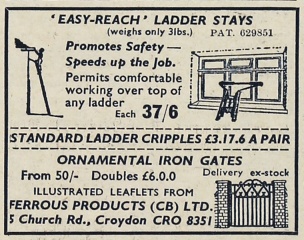 'EASY-REACH' LADDER STAYS
(weighs only 3lbs.) PAT. 629851
Promotes Safety—
Speeds up the Job.
Permits comfortable
working over top of
any ladder
Each 37/6
STANDARD LADDER CRIPPLES £3.17.6 A PAIR
ORNAMENTAL IRON GATES
From 50/- Doubles £6.0.0 Delivery ex-stock
ILLUSTRATED LEAFLETS FROM
FERROUS PRODUCTS (CB) LTD.
5 Church Rd., Croydon CRO 8351